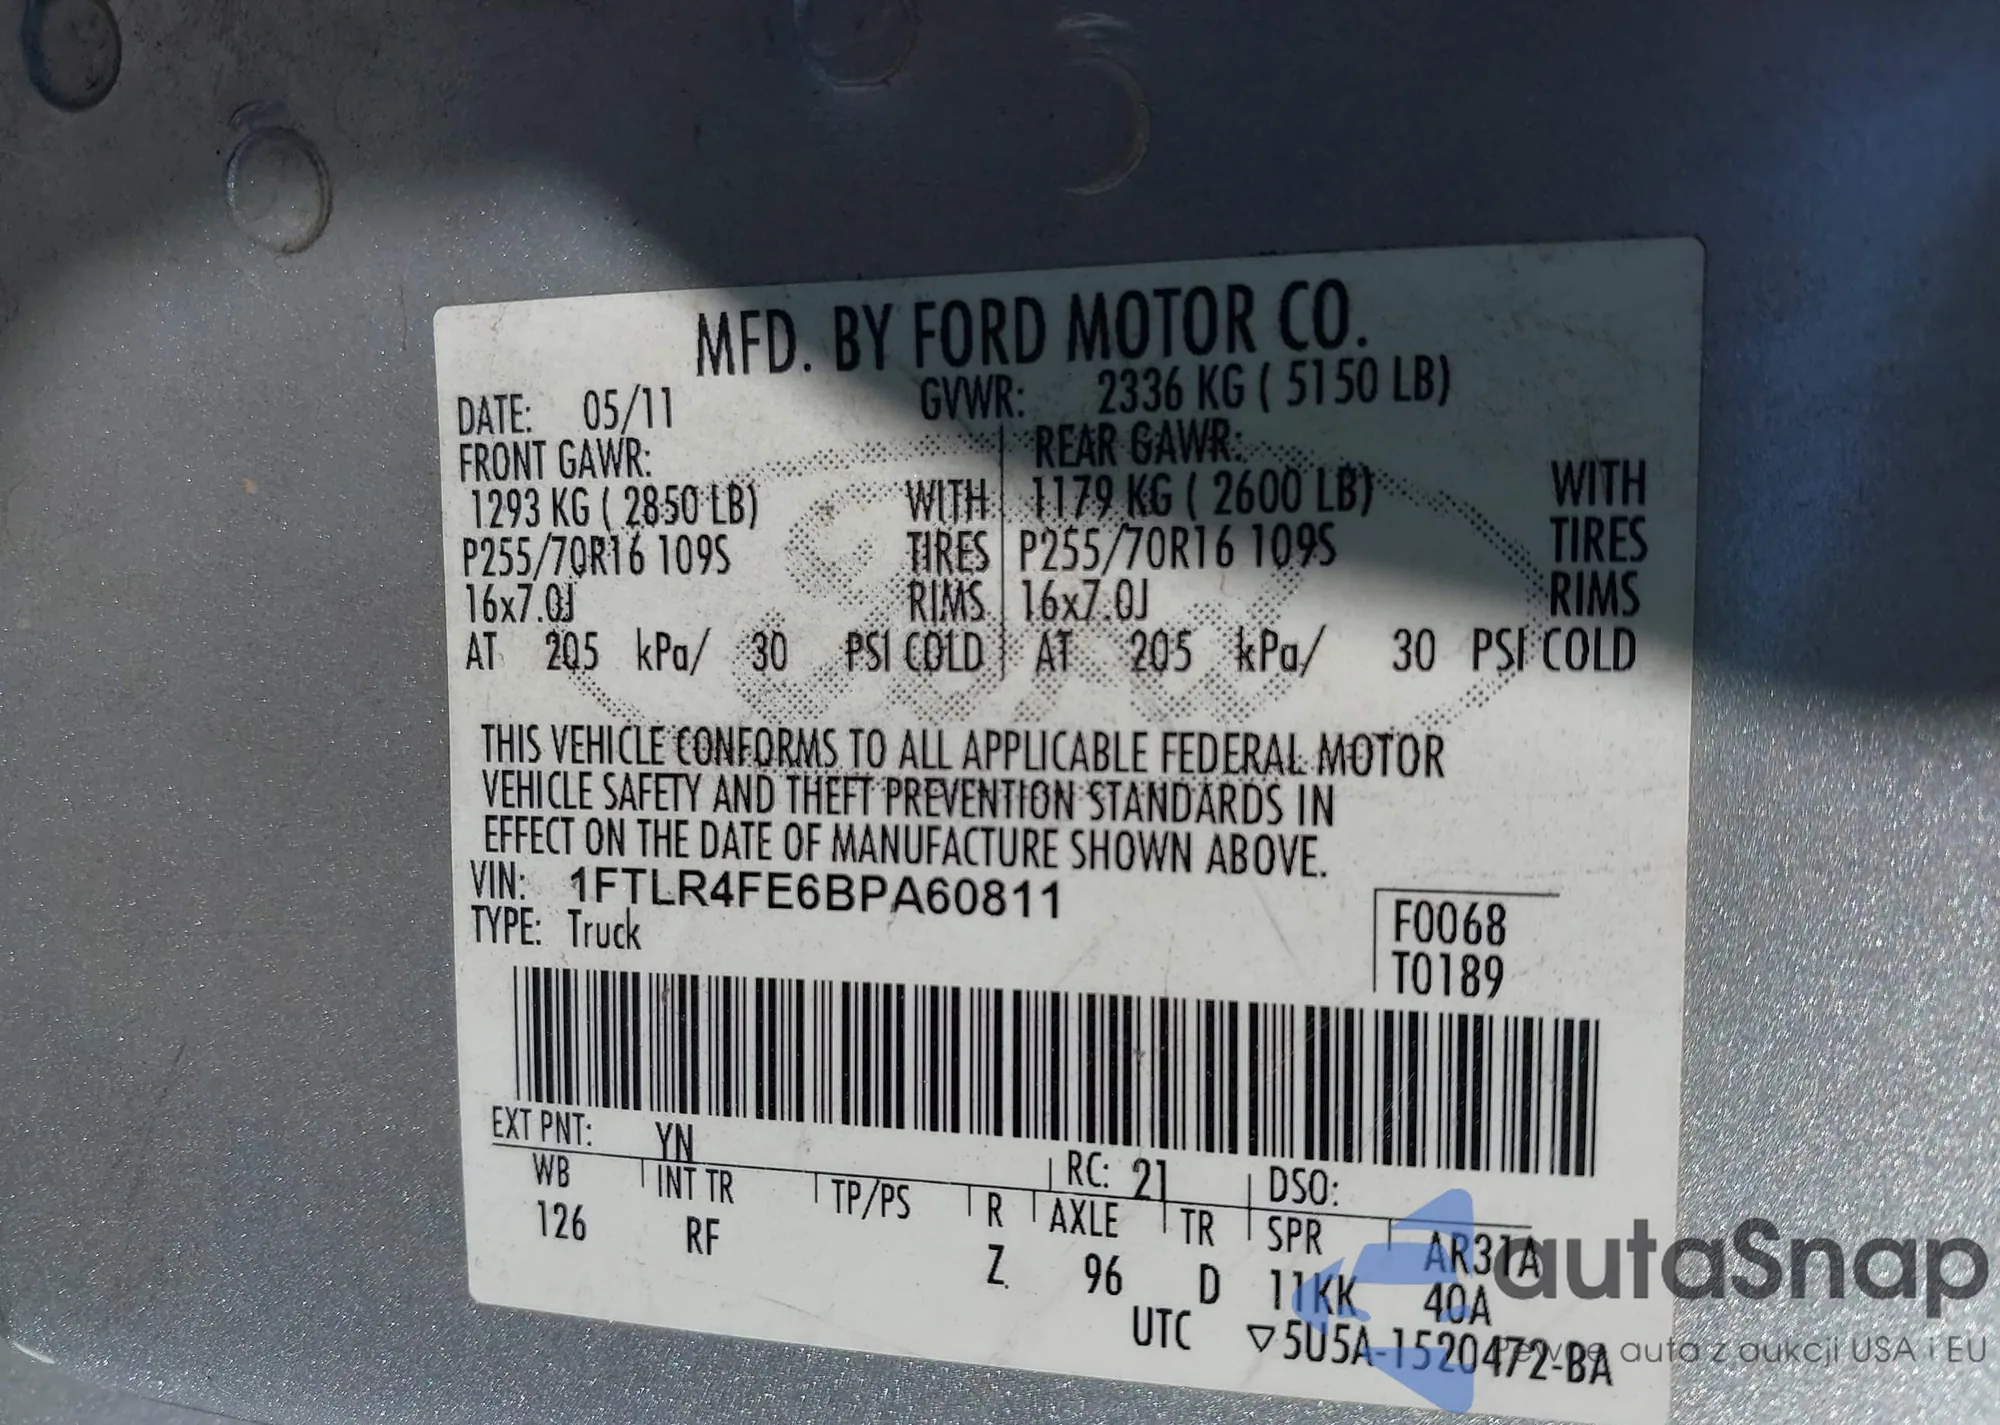 MFD. BY FORD MOTOR CO.
DATE: 05/11 GVWR: 2336 KG ( 5150 LB)
FRONT GAWR: REAR GAWR:
1293 KG ( 2850 LB) WITH 1179 KG ( 2600 LB) WITH
P255/70R16 109S TIRES P255/70R16 109S TIRES
16x7.0J RIMS 16x7.0J RIMS
AT 205 kPa/ 30 PSI COLD AT 205 kPa/ 30 PSI COLD
THIS VEHICLE CONFORMS TO ALL APPLICABLE FEDERAL MOTOR
VEHICLE SAFETY AND THEFT PREVENTION STANDARDS IN
EFFECT ON THE DATE OF MANUFACTURE SHOWN ABOVE.
VIN: 1FTLR4FE6BPA60811
TYPE: Truck
F0068
T0189
EXT PNT: YN RC: 21 DSO:
WB INT TR TP/PS R AXLE TR SPR AR31A
126 RF Z. 96 D 11KK 40A
UTC ▽5U5A-1520472-BA
autaSnap
Pewne auta z aukcji USA i EU